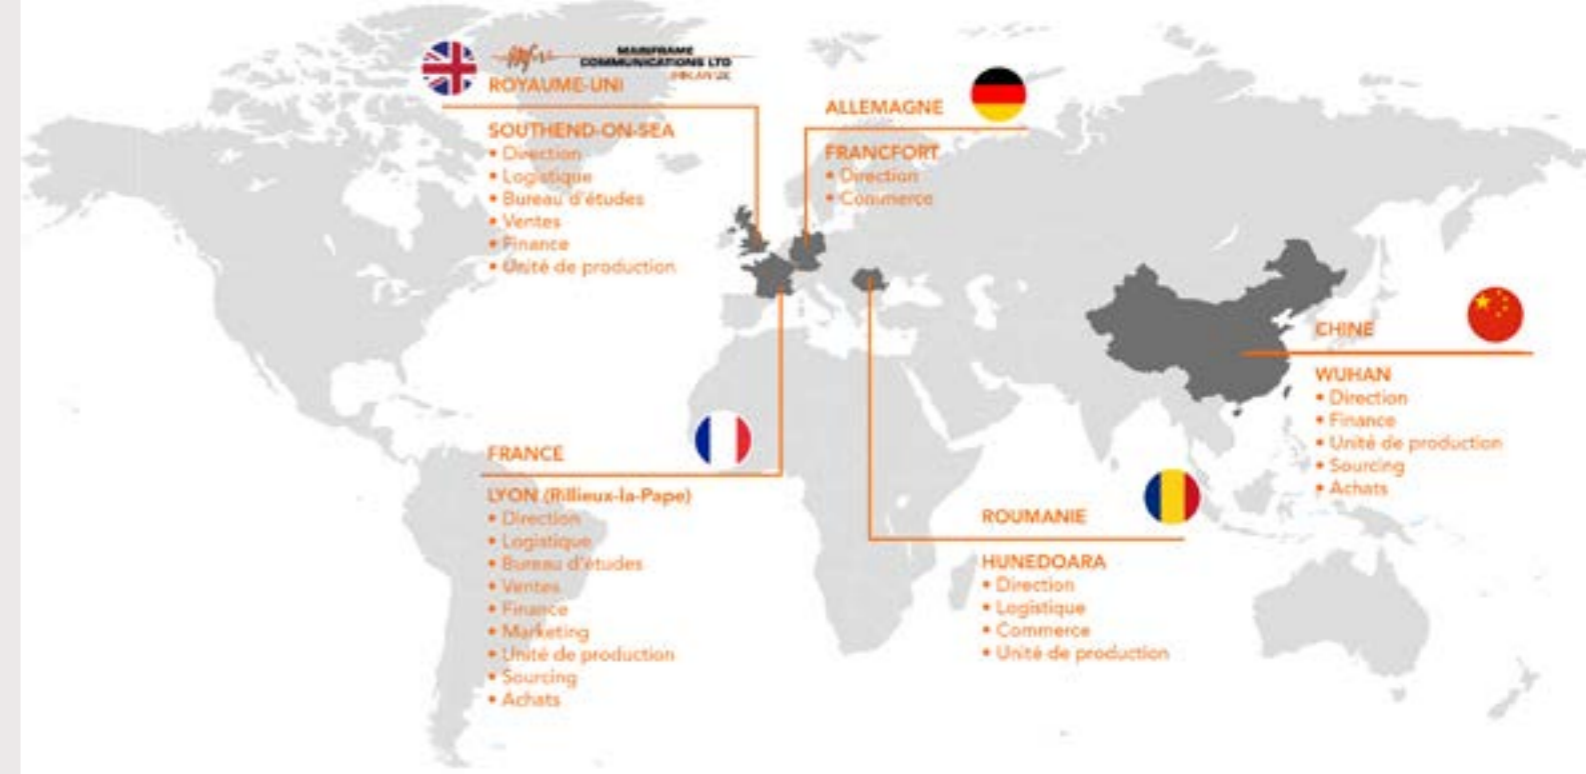 MAINFRAME
COMMUNICATIONS LTD
ROYAUME-UNI
SOUTHEND-ON-SEA
• Direction
• Logistique
• Bureau d'études
• Ventes
• Finance
• Unité de production
ALLEMAGNE
FRANCFORT
• Direction
• Commerce
CHINE
WUHAN
• Direction
• Finance
• Unité de production
• Sourcing
• Achats
FRANCE
LYON (Rillieux-la-Pape)
• Direction
• Logistique
• Bureau d'études
• Ventes
• Finance
• Marketing
• Unité de production
• Sourcing
• Achats
ROUMANIE
HUNEDOARA
• Direction
• Logistique
• Commerce
• Unité de production